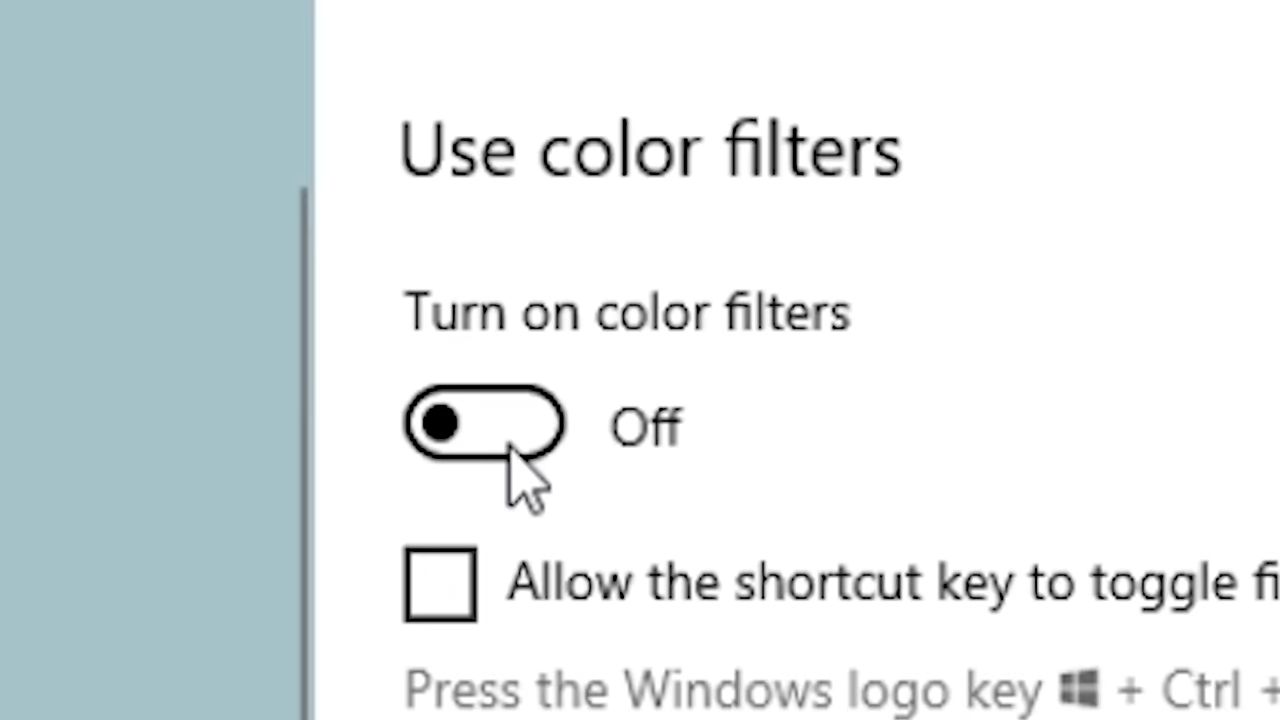 Use color filters
Turn on color filters
Off
Allow the shortcut key to toggle
Press the Windows logo key + Ctrl +